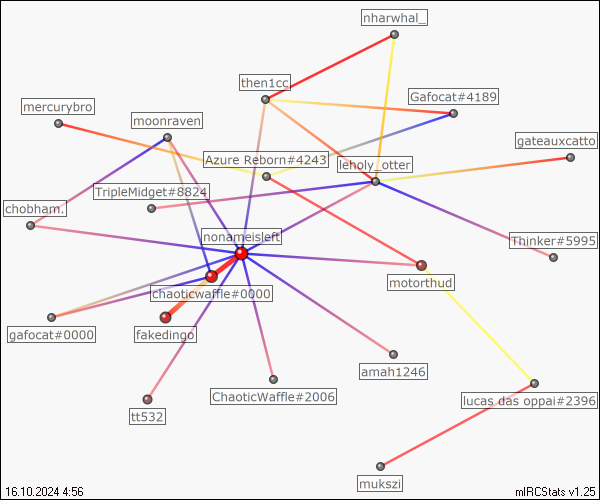 nharwhal_
then1cc
Gafocat#4189
mercurybro
moonraven
gateauxcatto
Azure Reborn#4243
leholy_otter
TripleMidget#8824
chobham.
nonameisleft
Thinker#5995
motorthud
chaoticwaffle#0000
gafocat#0000
fakedingo
amah1246
ChaoticWaffle#2006
lucas das oppai#2396
tt532
mukszi
16.10.2024 4:56
mIRCStats v1.25